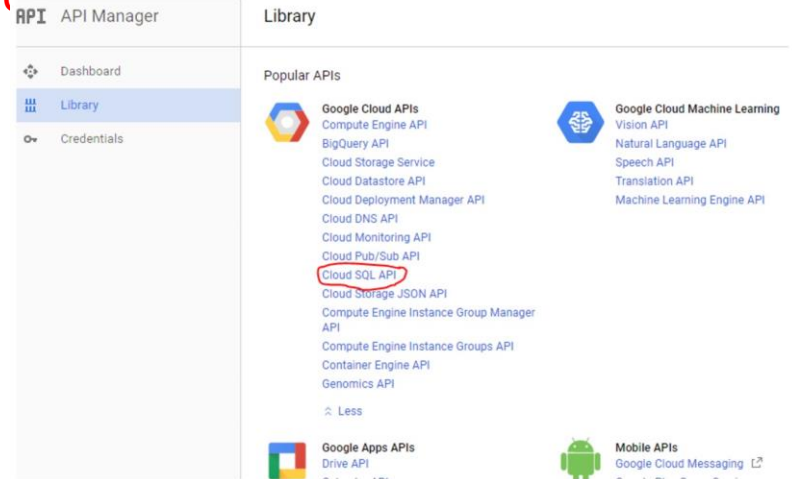 API API Manager
Library
Dashboard
Library
Credentials
Popular APIs
Google Cloud APIs
Compute Engine API
BigQuery API
Cloud Storage Service
Cloud Datastore API
Cloud Deployment Manager API
Cloud DNS API
Cloud Monitoring API
Cloud Pub/Sub API
Cloud SQL API
Cloud Storage JSON API
Compute Engine Instance Group Manager
API
Compute Engine Instance Groups API
Container Engine API
Genomics API
Less
Google Cloud Machine Learning
Vision API
Natural Language API
Speech API
Translation API
Machine Learning Engine API
Google Apps APIs
Drive API
Mobile APIs
Google Cloud Messaging